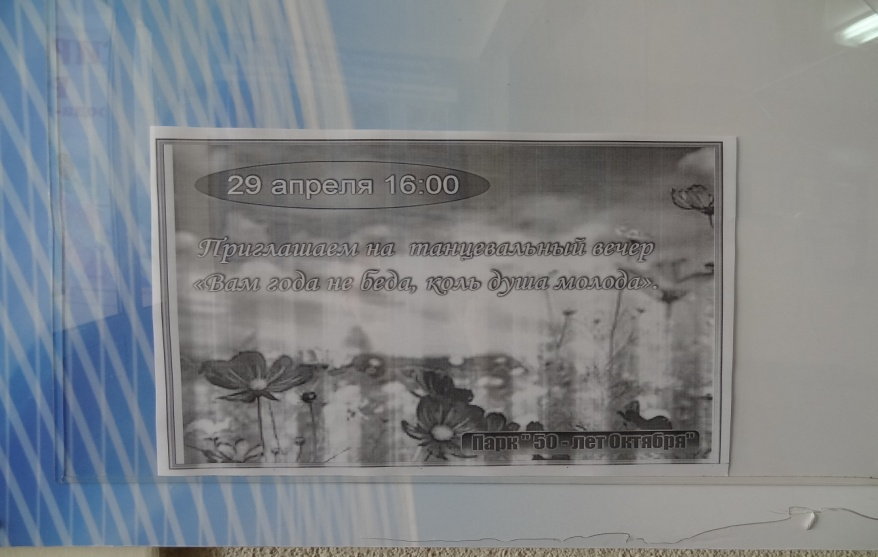 29 апреля 16:00
Приглашаем на танцевальный вечер
«Вам года не беда, коль душа молода».
Парк "50 - лет Октября"